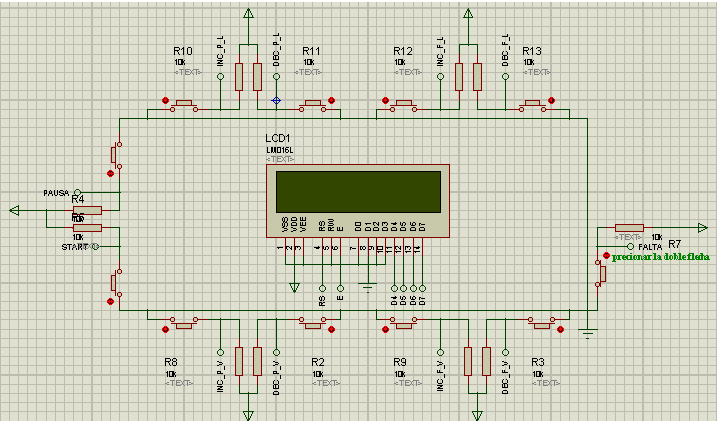 INC_P_L
DEC_P_L
INC_F_L
DEC_F_L
R10
10k
<TEXT>
R11
10k
<TEXT>
R12
10k
<TEXT>
R13
10k
<TEXT>
LCD1
LM016L
<TEXT>
VSS
VDD
VEE
RS
RW
E
D0
D1
D2
D3
D4
D5
D6
D7
1
2
3
4
5
6
7
8
9
10
11
12
13
14
RS
E
D4
D5
D6
D7
PAUSA
R4
10k
10k
START
10k
<TEXT>
R7
FALTA
precionar la doble flaha
R8
10k
<TEXT>
INC_P_V
DEC_P_V
R2
10k
<TEXT>
R9
10k
<TEXT>
INC_F_V
DEC_F_V
R3
10k
<TEXT>